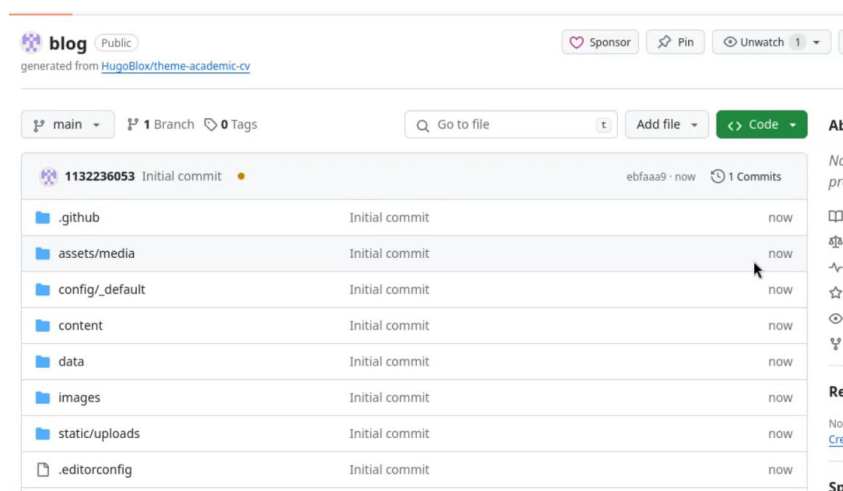 blog Public Sponsor Pin Unwatch 1
generated from HugoBlox/theme-academic-cv
main 1 Branch 0 Tags Go to file t Add file Code
1132236053 Initial commit ebfaaa9 · now 1 Commits
.github Initial commit now
assets/media Initial commit now
config/_default Initial commit now
content Initial commit now
data Initial commit now
images Initial commit now
static/uploads Initial commit now
.editorconfig Initial commit now